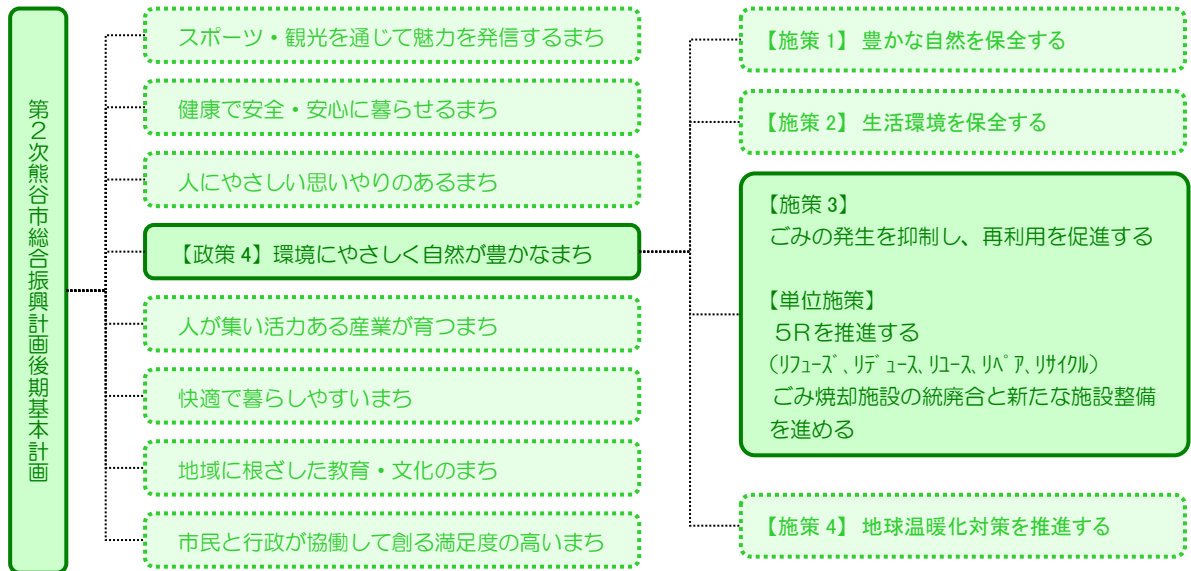 第2次熊谷市総合振興計画後期基本計画
スポーツ・観光を通じて魅力を発信するまち
健康で安全・安心に暮らせるまち
人にやさしい思いやりのあるまち
【政策 4】環境にやさしく自然が豊かなまち
人が集い活力ある産業が育つまち
快適で暮らしやすいまち
地域に根ざした教育・文化のまち
市民と行政が協働して創る満足度の高いまち
【施策 1】 豊かな自然を保全する
【施策 2】 生活環境を保全する
【施策 3】
ごみの発生を抑制し、再利用を促進する
【単位施策】
5Rを推進する
(リフューズ、リデュース、リユース、リペア、リサイクル)
ごみ焼却施設の統廃合と新たな施設整備
を進める
【施策 4】 地球温暖化対策を推進する